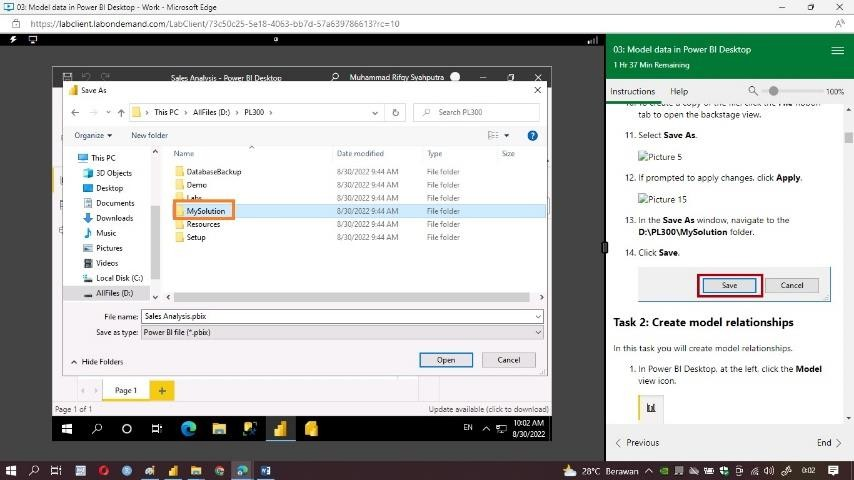 03: Model data in Power BI Desktop - Work - Microsoft Edge
https://labclient.labondemand.com/LabClient/73c50c25-5e18-4063-bb7d-57a639786613?rc=10
Sales Analysis - Power BI Desktop
Muhammad Rifqy Syahputra
Save As
This PC > AllFiles (D:) > PL300 >
Search PL300
Organize
New folder
Name
Date modified
Type
Size
This PC
3D Objects
Desktop
Documents
Downloads
Music
Pictures
Videos
Local Disk (C:)
AllFiles (D:)
DatabaseBackup 8/30/2022 9:44 AM File folder
Demo 8/30/2022 9:44 AM File folder
Labs 8/30/2022 9:44 AM File folder
MySolution 8/30/2022 9:44 AM File folder
Resources 8/30/2022 9:44 AM File folder
Setup 8/30/2022 9:44 AM File folder
File name: Sales Analysis.pbix
Save as type: Power BI file (*.pbix)
Hide Folders
Open
Cancel
Page 1
Page 1 of 1
Update available (click to download)
EN
10:02 AM
8/30/2022
03: Model data in Power BI Desktop
1 Hr 37 Min Remaining
Instructions
Help
100%
tab to open the backstage view.
11. Select Save As.
Picture 5
12. If prompted to apply changes, click Apply.
Picture 15
13. In the Save As window, navigate to the
D:\PL300\MySolution folder.
14. Click Save.
Save
Cancel
Task 2: Create model relationships
In this task you will create model relationships.
1. In Power BI Desktop, at the left, click the Model
view icon.
Previous
End
28°C Berawan
0:02